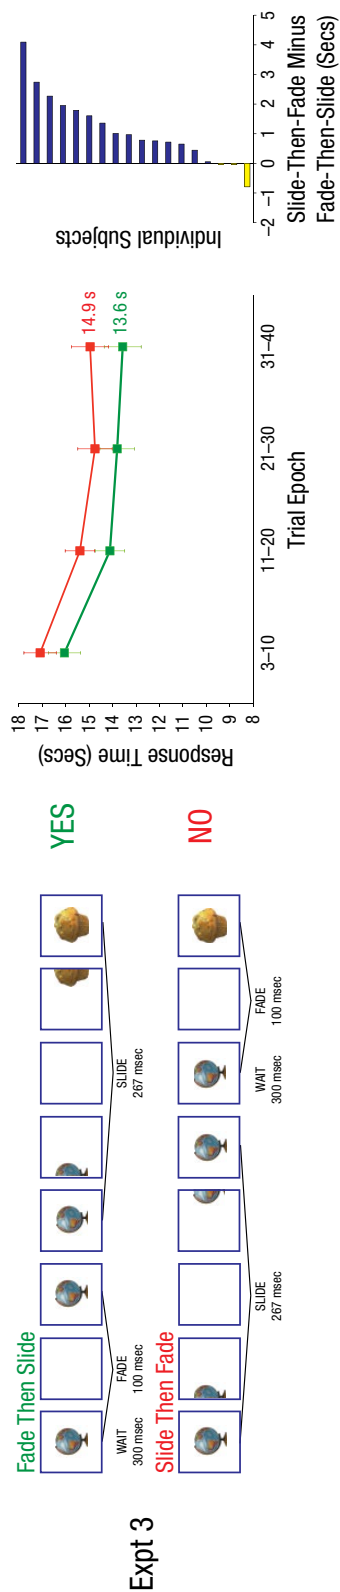 Expt 3
Fade Then Slide
WAIT
300 msec
FADE
100 msec
SLIDE
267 msec
YES
Slide Then Fade
SLIDE
267 msec
WAIT
300 msec
FADE
100 msec
NO
Response Time (Secs)
18
17
16
15
14
13
12
11
10
9
8
14.9 s
13.6 s
3–10
11–20
21–30
31–40
Trial Epoch
Individual Subjects
5
4
3
2
1
0
–1
–2
Slide-Then-Fade Minus
Fade-Then-Slide (Secs)